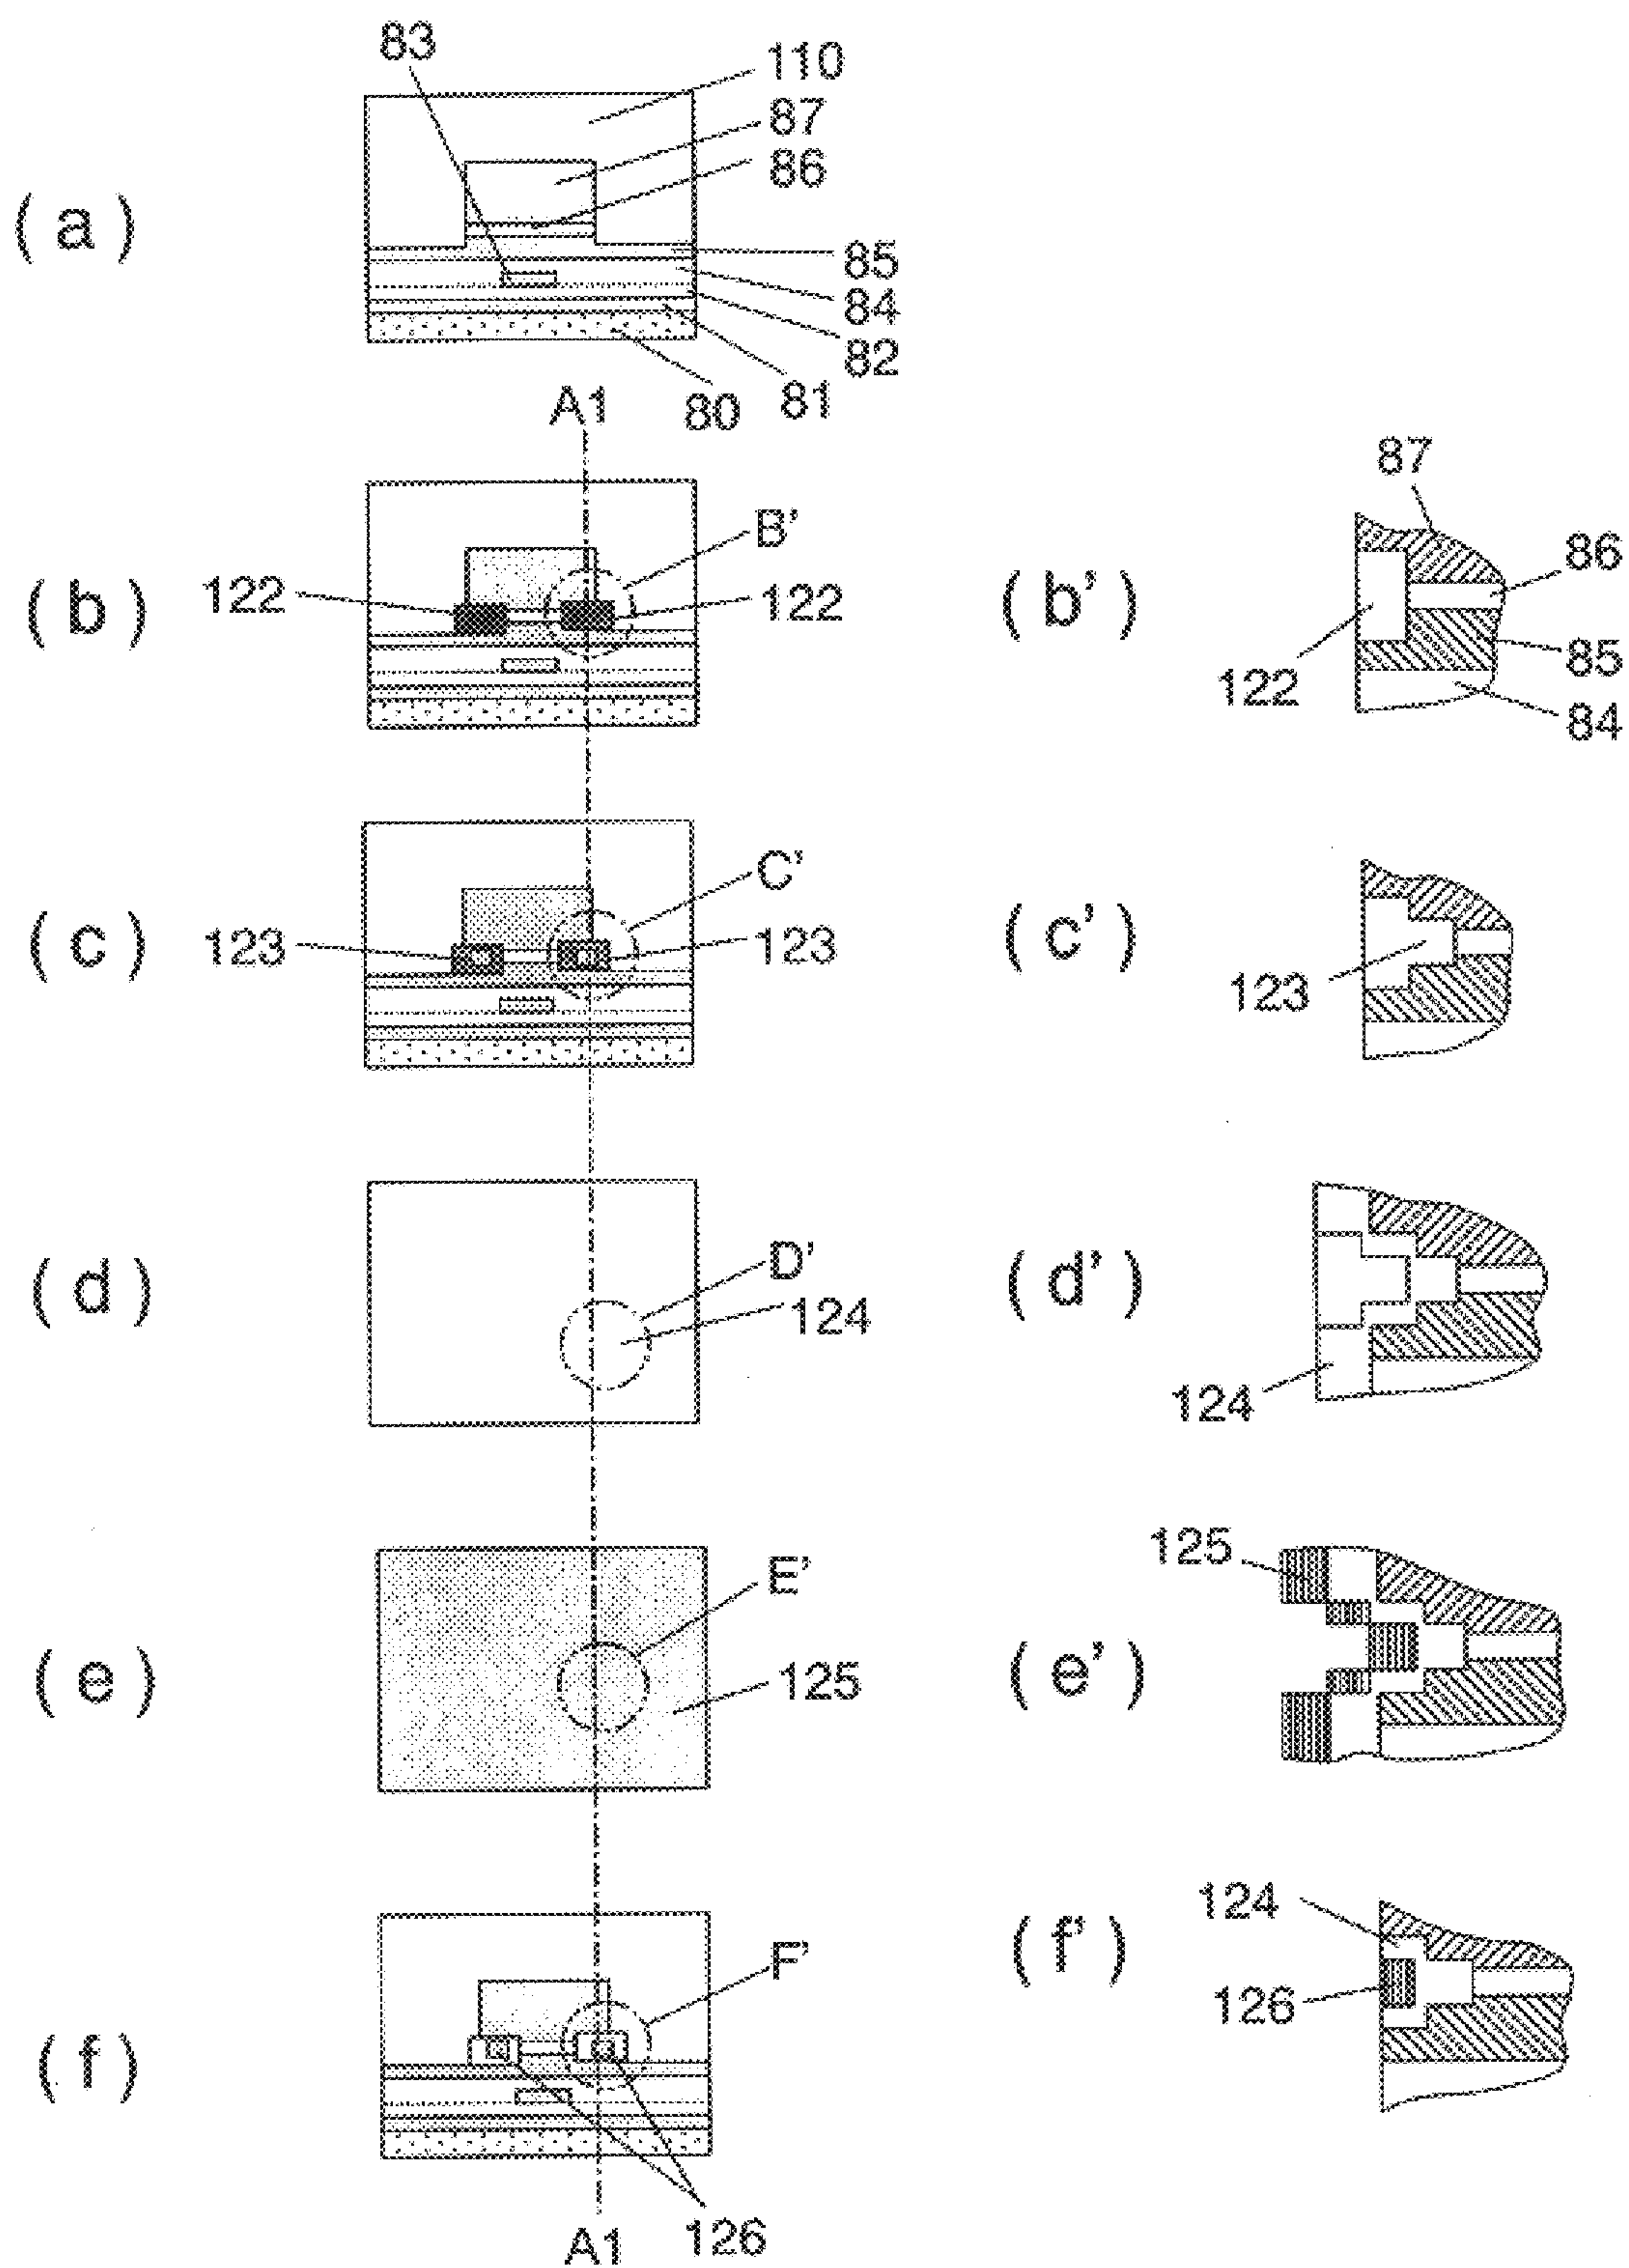 83
110
87
86
( a )
85
84
82
81
80
A1
87
B'
( b )
122
122
( b' )
86
85
122
84
C'
( c )
123
123
( c' )
123
D'
( d )
124
( d' )
124
125
E'
( e )
125
( e' )
124
F'
( f' )
126
( f )
126
A1